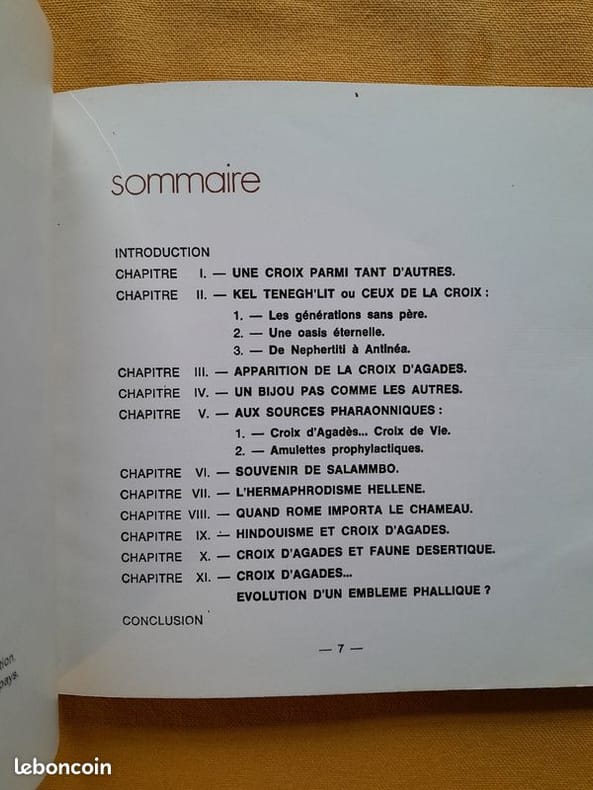 sommaire
INTRODUCTION
CHAPITRE I. — UNE CROIX PARMI TANT D'AUTRES.
CHAPITRE II. — KEL TENEGH'LIT ou CEUX DE LA CROIX :
1. — Les générations sans père.
2. — Une oasis éternelle.
3. — De Nephertiti à Antinéa.
CHAPITRE III. — APPARITION DE LA CROIX D'AGADES.
CHAPITRE IV. — UN BIJOU PAS COMME LES AUTRES.
CHAPITRE V. — AUX SOURCES PHARAONNIQUES :
1. — Croix d'Agadès... Croix de Vie.
2. — Amulettes prophylactiques.
CHAPITRE VI. — SOUVENIR DE SALAMMBO.
CHAPITRE VII. — L'HERMAPHRODISME HELLENE.
CHAPITRE VIII. — QUAND ROME IMPORTA LE CHAMEAU.
CHAPITRE IX. — HINDOUISME ET CROIX D'AGADES.
CHAPITRE X. — CROIX D'AGADES ET FAUNE DESERTIQUE.
CHAPITRE XI. — CROIX D'AGADES...
EVOLUTION D'UN EMBLEME PHALLIQUE ?
CONCLUSION
— 7 —
tion.
pays.
leboncoin